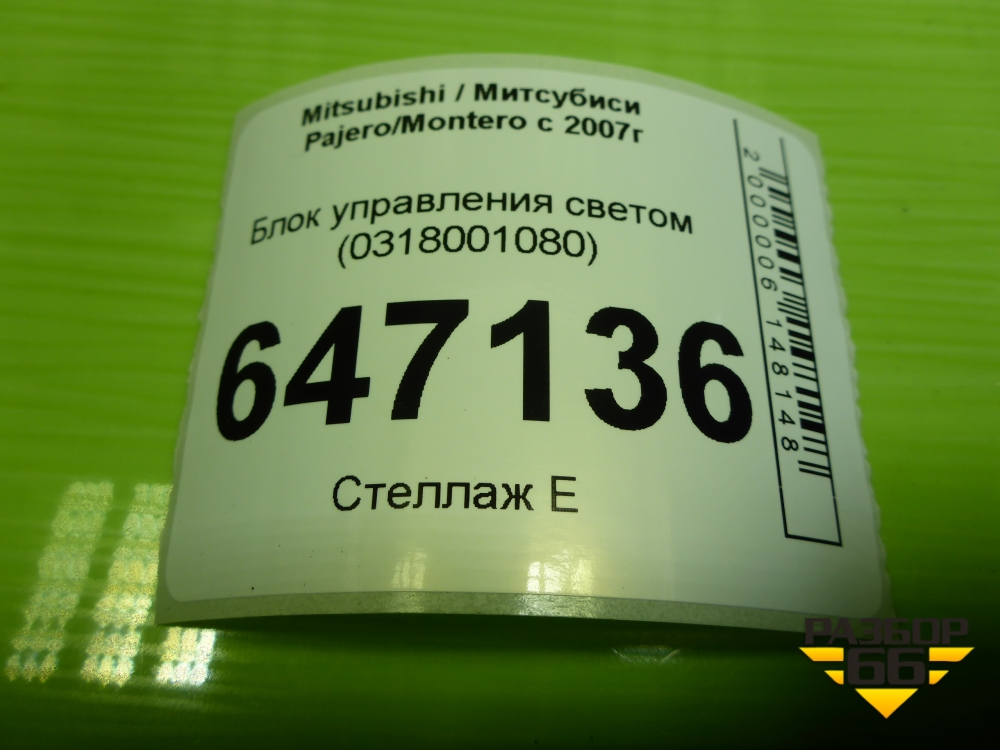 Mitsubishi / Митсубиси
Pajero/Montero с 2007г
Блок управления светом
(0318001080)
647136
Стеллаж Е
2000006148148
РАЗБОР
66